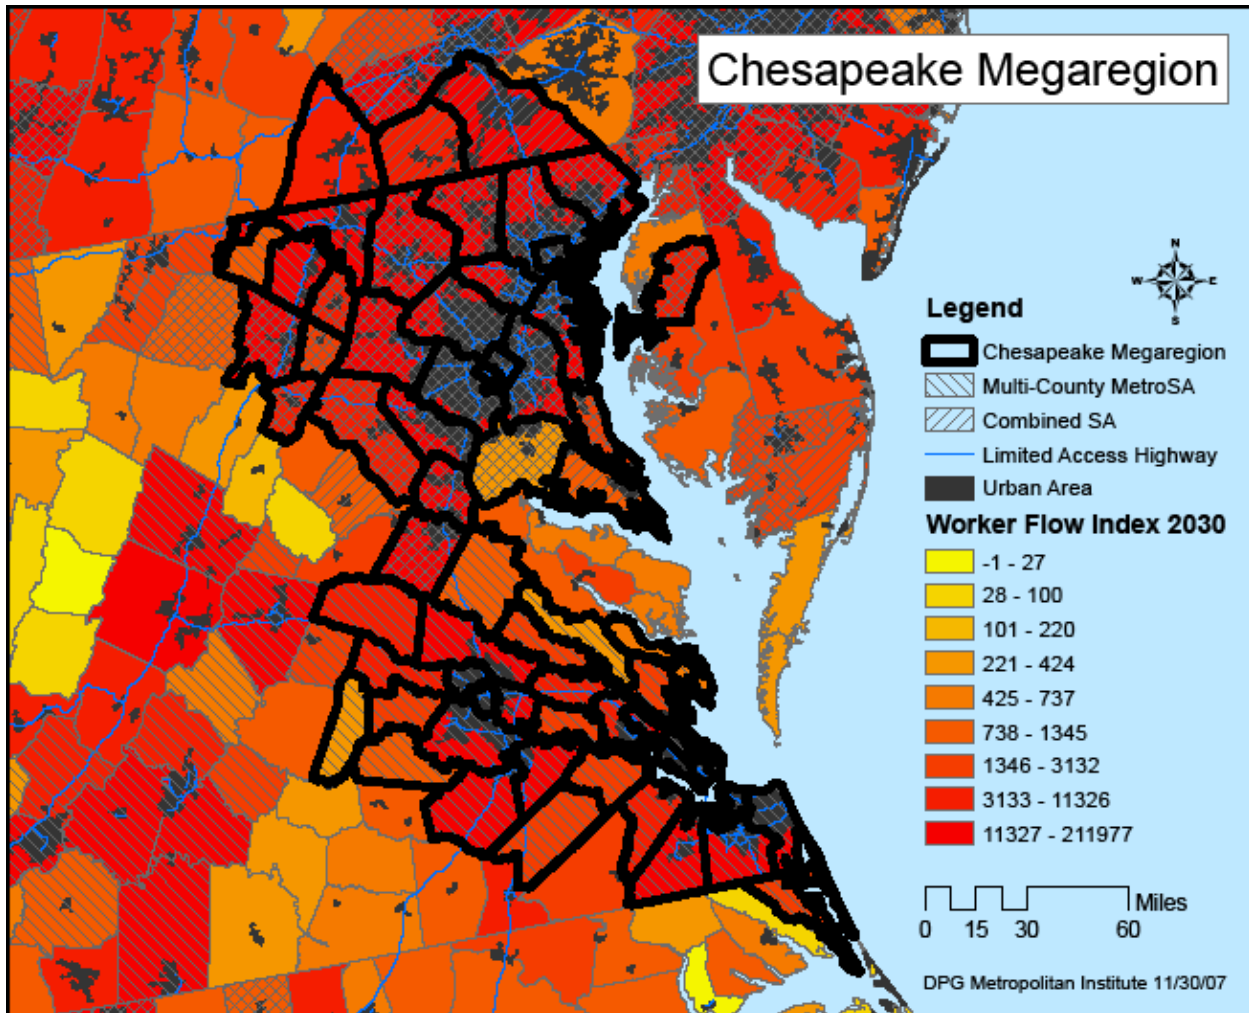 Chesapeake Megaregion
N
W E
S
Legend
Chesapeake Megaregion
Multi-County MetroSA
Combined SA
Limited Access Highway
Urban Area
Worker Flow Index 2030
-1 - 27
28 - 100
101 - 220
221 - 424
425 - 737
738 - 1345
1346 - 3132
3133 - 11326
11327 - 211977
Miles
0 15 30 60
DPG Metropolitan Institute 11/30/07